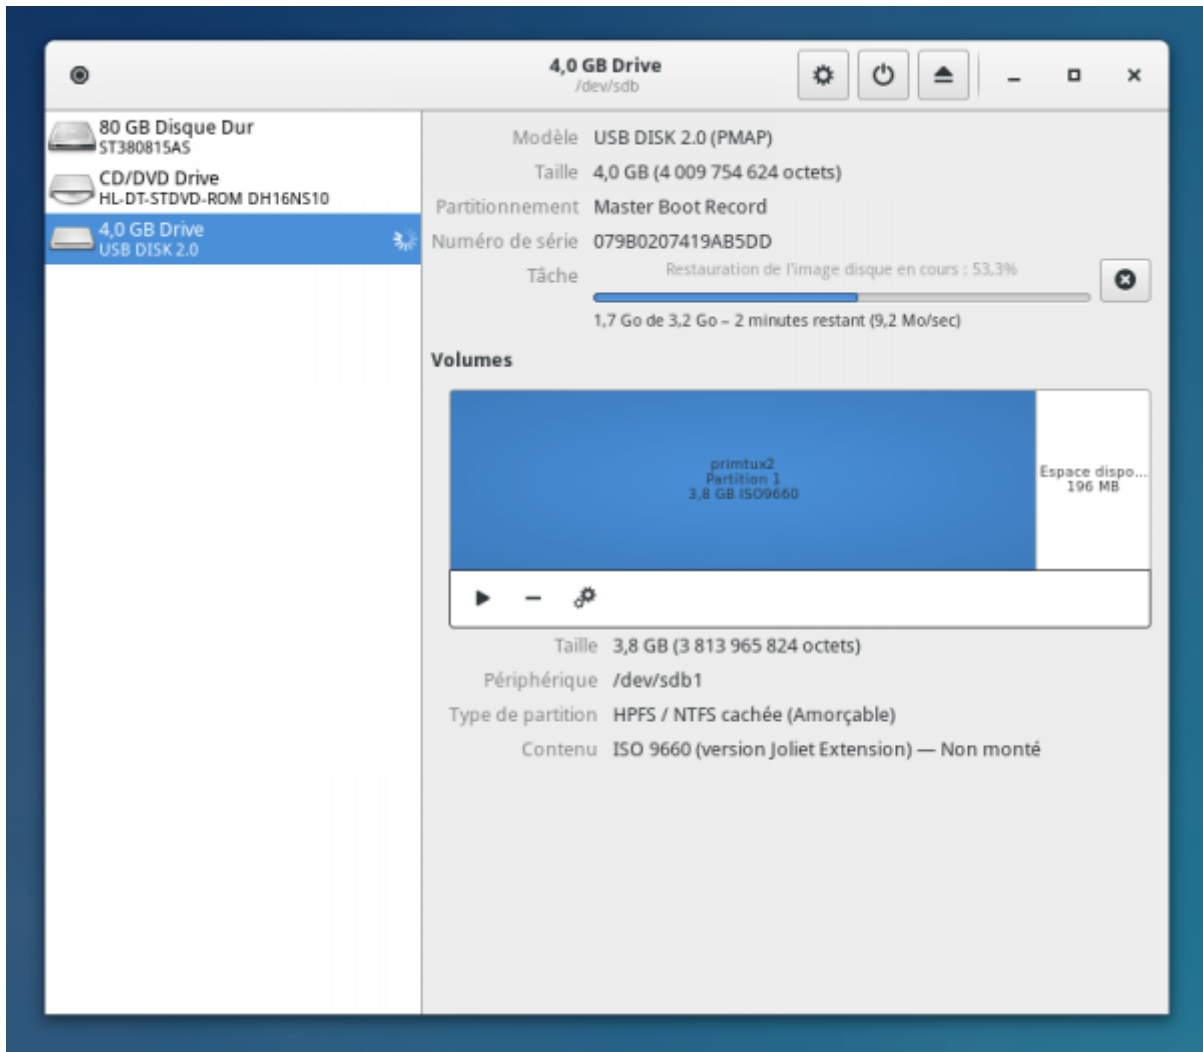 4,0 GB Drive
/dev/sdb
80 GB Disque Dur
ST380815AS
CD/DVD Drive
HL-DT-STDVD-ROM DH16NS10
4,0 GB Drive
USB DISK 2.0
Modèle USB DISK 2.0 (PMAP)
Taille 4,0 GB (4 009 754 624 octets)
Partitionnement Master Boot Record
Numéro de série 079B0207419AB5DD
Tâche Restauration de l'image disque en cours : 53,3%
1,7 Go de 3,2 Go – 2 minutes restant (9,2 Mo/sec)
Volumes
primtux2
Partition 1
3,8 GB ISO9660
Espace dispo...
196 MB
Taille 3,8 GB (3 813 965 824 octets)
Périphérique /dev/sdb1
Type de partition HPFS / NTFS cachée (Amorçable)
Contenu ISO 9660 (version Joliet Extension) — Non monté